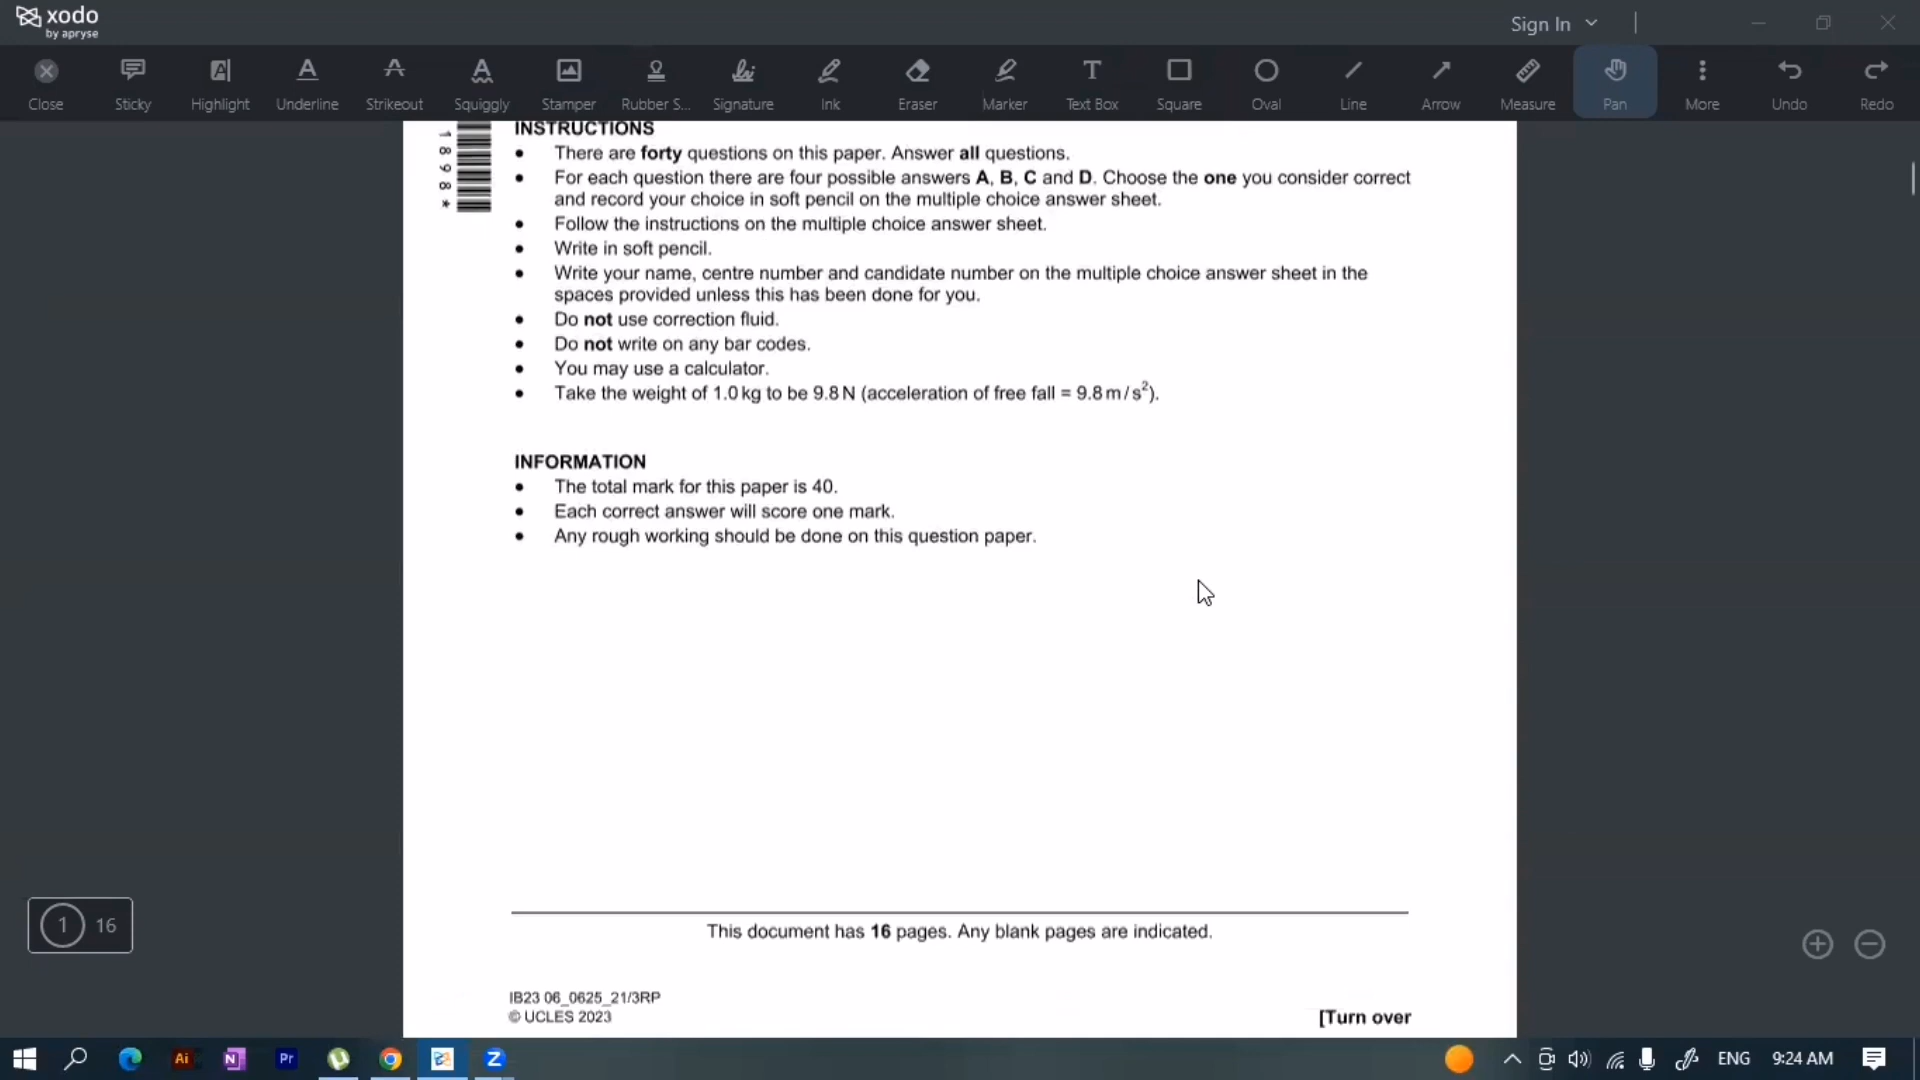 xodo
by apryse
Sign In
Close
Sticky
Highlight
Underline
Strikeout
Squiggly
Stamper
Rubber S...
Signature
Ink
Eraser
Marker
Text Box
Square
Oval
Line
Arrow
Measure
Pan
More
Undo
Redo
1898*
INSTRUCTIONS
• There are forty questions on this paper. Answer all questions.
• For each question there are four possible answers A, B, C and D. Choose the one you consider correct
and record your choice in soft pencil on the multiple choice answer sheet.
• Follow the instructions on the multiple choice answer sheet.
• Write in soft pencil.
• Write your name, centre number and candidate number on the multiple choice answer sheet in the
spaces provided unless this has been done for you.
• Do not use correction fluid.
• Do not write on any bar codes.
• You may use a calculator.
• Take the weight of 1.0 kg to be 9.8 N (acceleration of free fall = 9.8 m / s²).
INFORMATION
• The total mark for this paper is 40.
• Each correct answer will score one mark.
• Any rough working should be done on this question paper.
1 16
This document has 16 pages. Any blank pages are indicated.
IB23 06_0625_21/3RP
© UCLES 2023
[Turn over
Ai
N
Pr
Z
ENG
9:24 AM